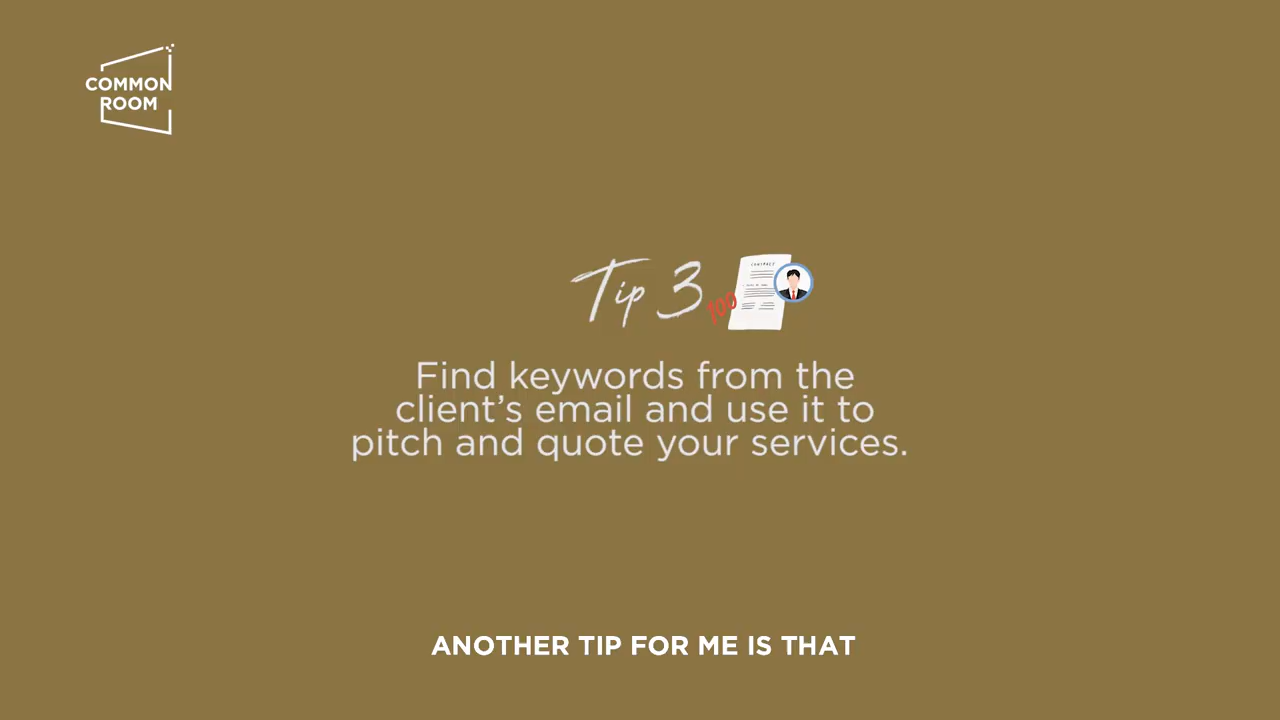 COMMON
ROOM
Tip 3
100
CONTRACT
Find keywords from the
client's email and use it to
pitch and quote your services.
ANOTHER TIP FOR ME IS THAT